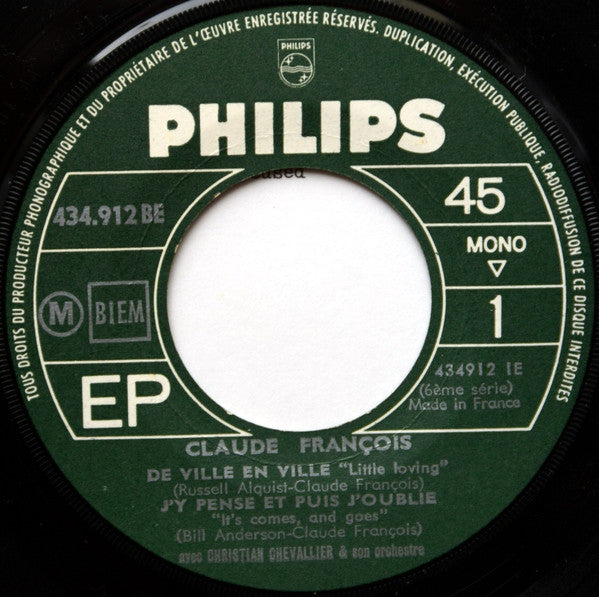 TOUS DROITS DU PRODUCTEUR PHONOGRAPHIQUE ET DU PROPRIÉTAIRE DE L'ŒUVRE ENREGISTRÉE RÉSERVÉS. DUPLICATION, EXÉCUTION PUBLIQUE, RADIODIFFUSION DE CE DISQUE INTERDITES
PHILIPS
PHILIPS
used
434.912 BE
45
MONO
M BIEM
1
EP
434912 1E
(6ème série)
Made in France
CLAUDE FRANÇOIS
DE VILLE EN VILLE "Little loving"
(Russell Alquist-Claude François)
J'Y PENSE ET PUIS J'OUBLIE
"It's comes, and goes"
(Bill Anderson-Claude François)
avec CHRISTIAN CHEVALLIER & son orchestre